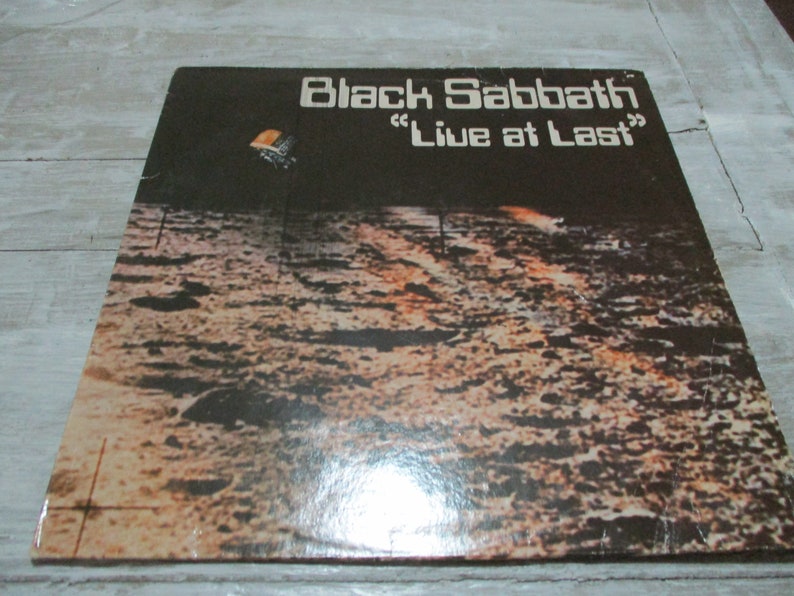 Black Sabbath
“Live at Last”